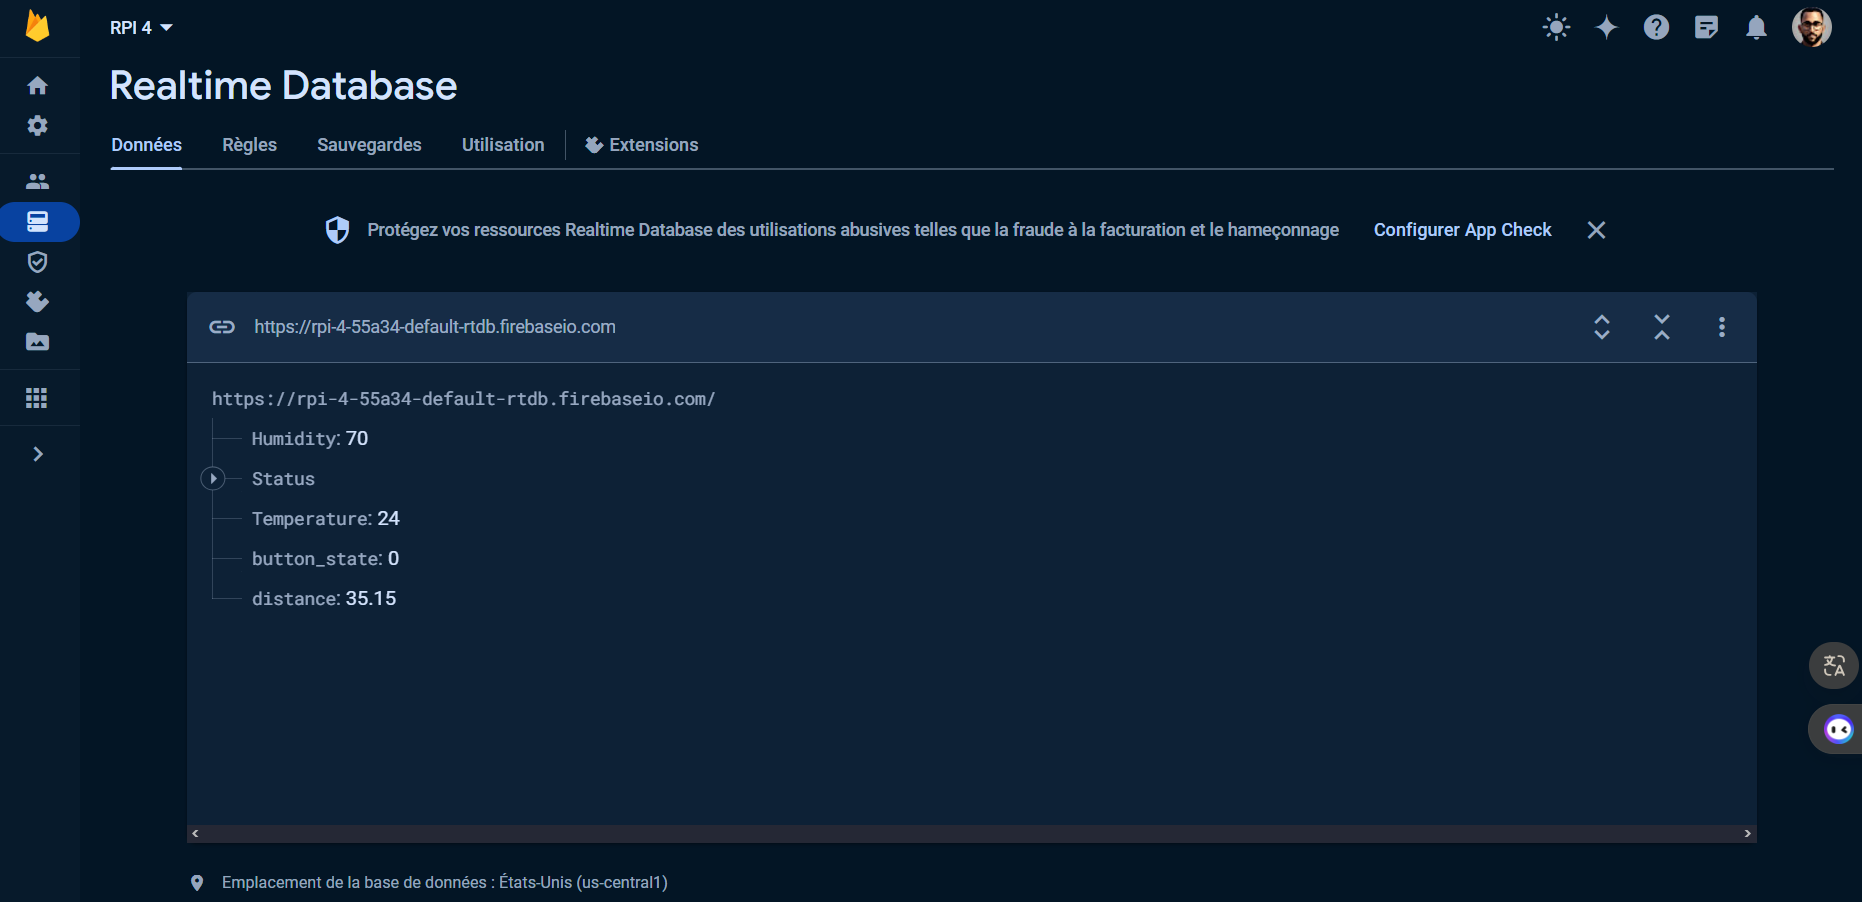 RPI 4
Realtime Database
Données
Règles
Sauvegardes
Utilisation
Extensions
Protégez vos ressources Realtime Database des utilisations abusives telles que la fraude à la facturation et le hameçonnage
Configurer App Check
https://rpi-4-55a34-default-rtdb.firebaseio.com
https://rpi-4-55a34-default-rtdb.firebaseio.com/
Humidity: 70
Status
Temperature: 24
button_state: 0
distance: 35.15
Emplacement de la base de données : États-Unis (us-central1)